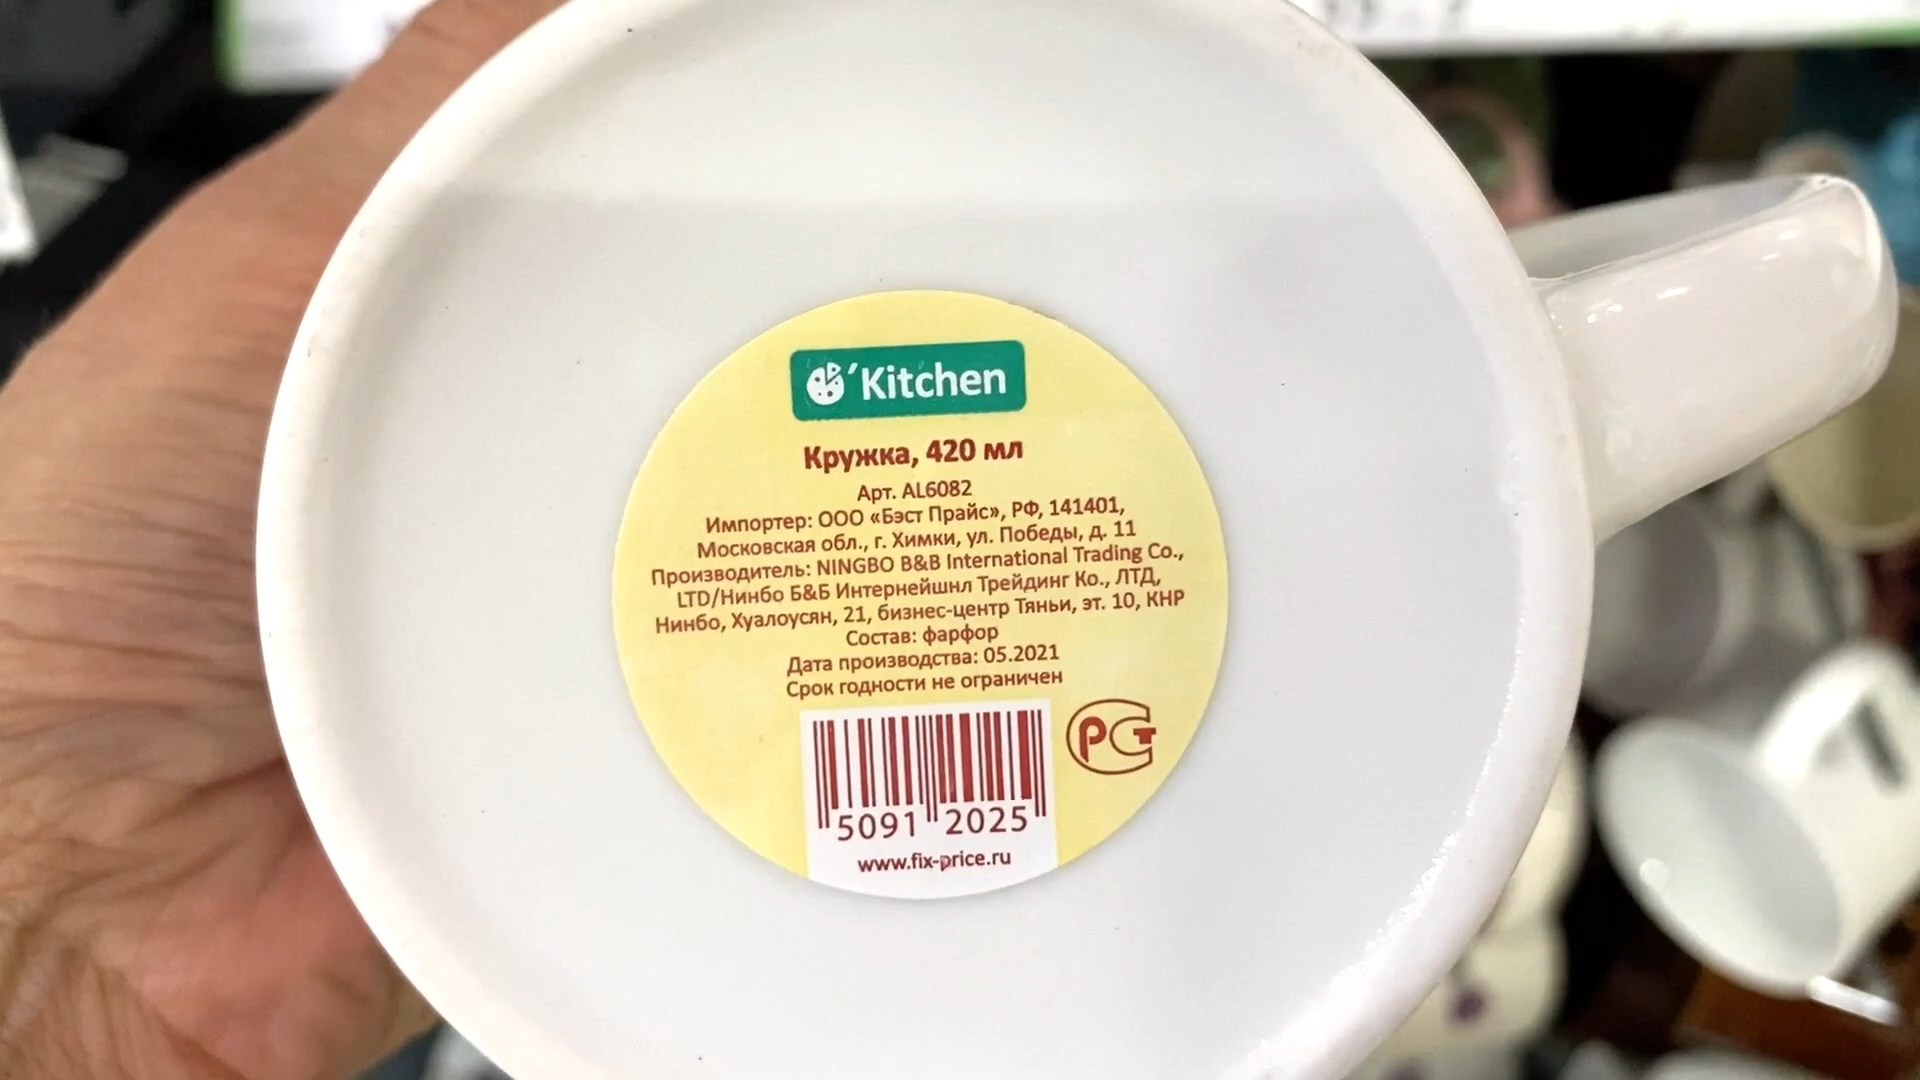 'Kitchen
Кружка, 420 мл
Арт. AL6082
Импортер: ООО «Бэст Прайс», РФ, 141401,
Московская обл., г. Химки, ул. Победы, д. 11
Производитель: NINGBO B&B International Trading Co.,
LTD/Нинбо Б&Б Интернейшнл Трейдинг Ко., ЛТД,
Нинбо, Хуалоусян, 21, бизнес-центр Тяньи, эт. 10, КНР
Состав: фарфор
Дата производства: 05.2021
Срок годности не ограничен
РСТ
5091 2025
www.fix-price.ru